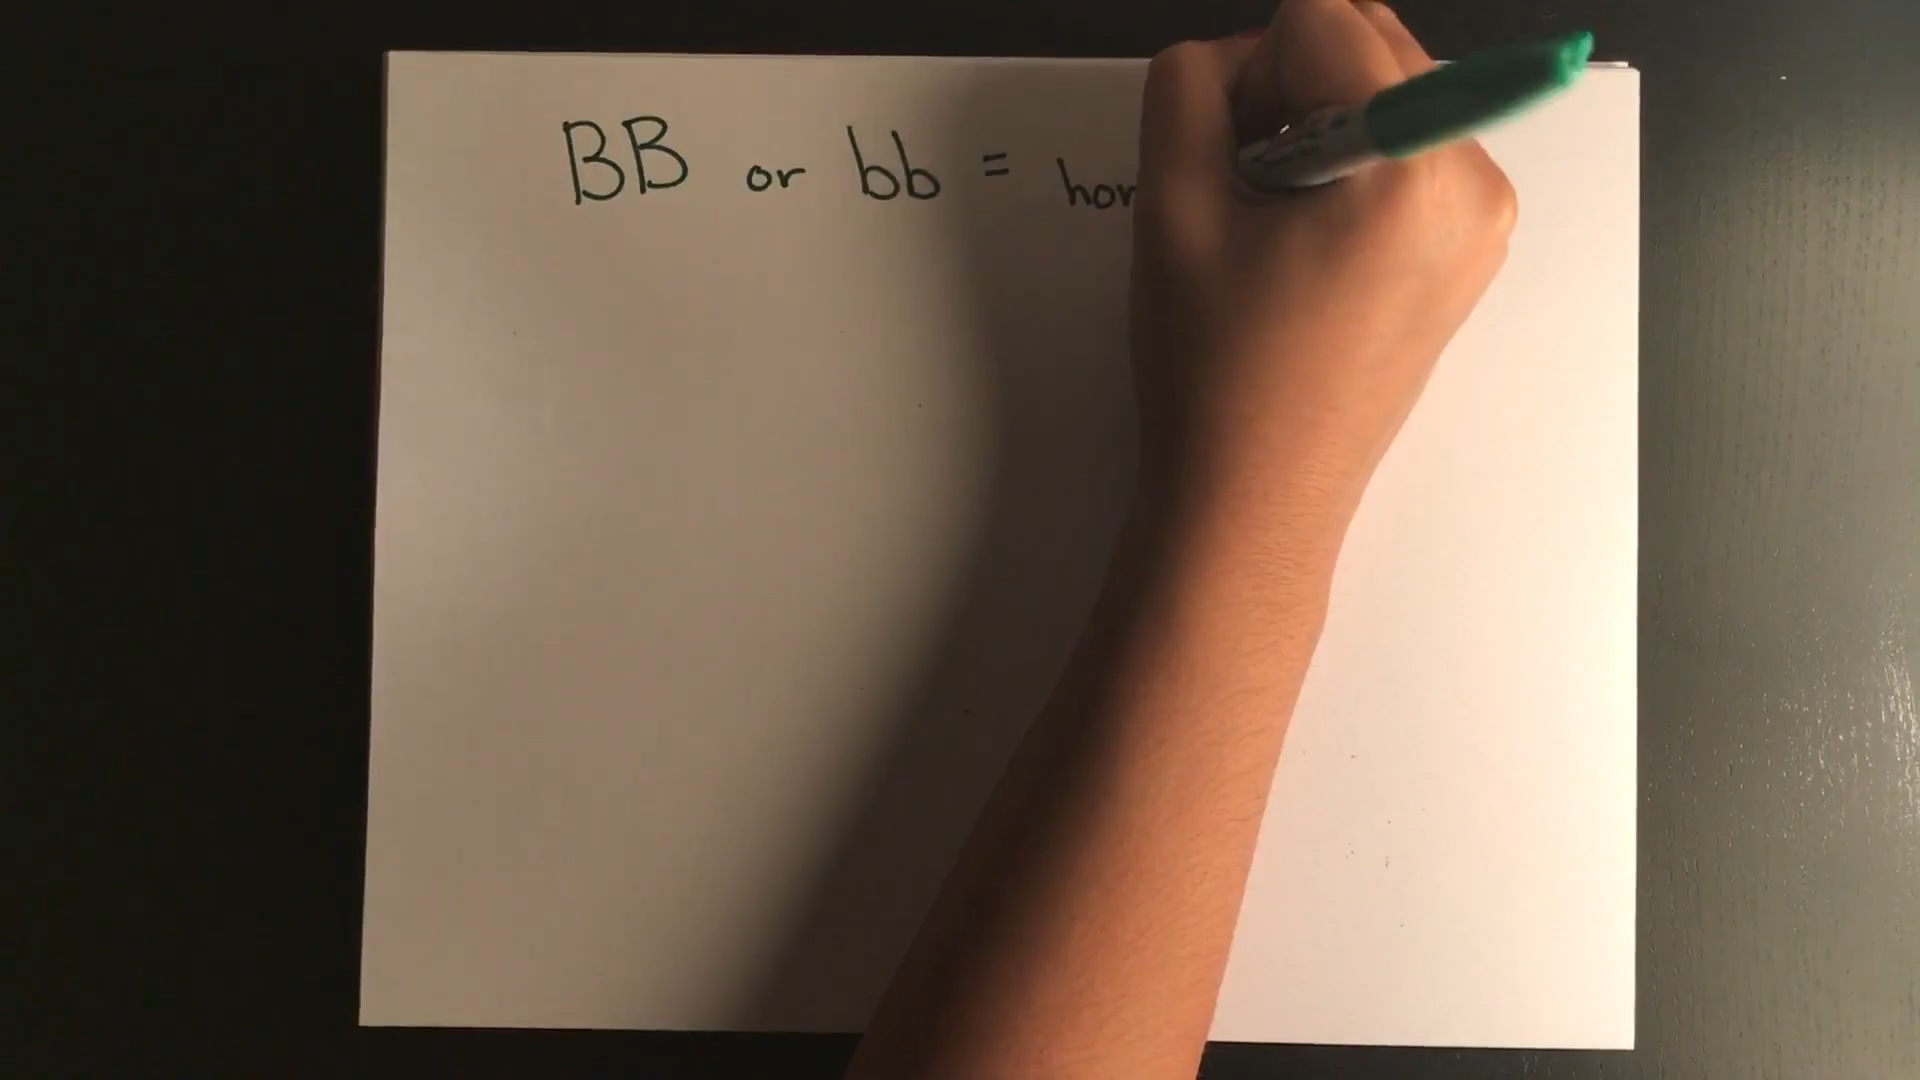 BB or bb = hor